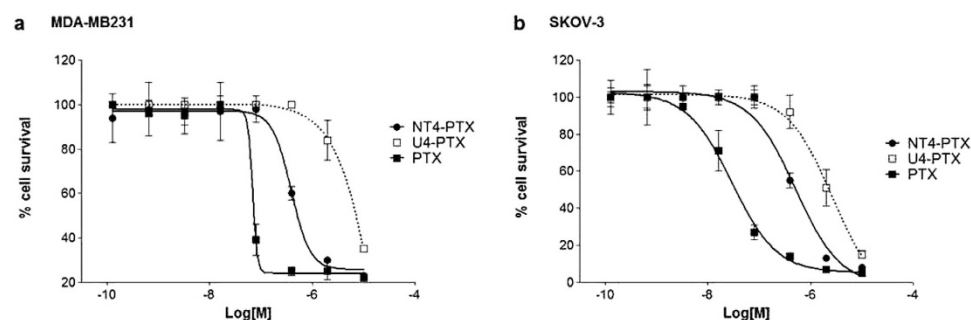 a MDA-MB231
120
100
80
60
40
20
-10 -8 -6 -4
Log[M]
% cell survival
NT4-PTX
U4-PTX
PTX
b SKOV-3
120
100
80
60
40
20
0
-10 -8 -6 -4
Log[M]
% cell survival
NT4-PTX
U4-PTX
PTX